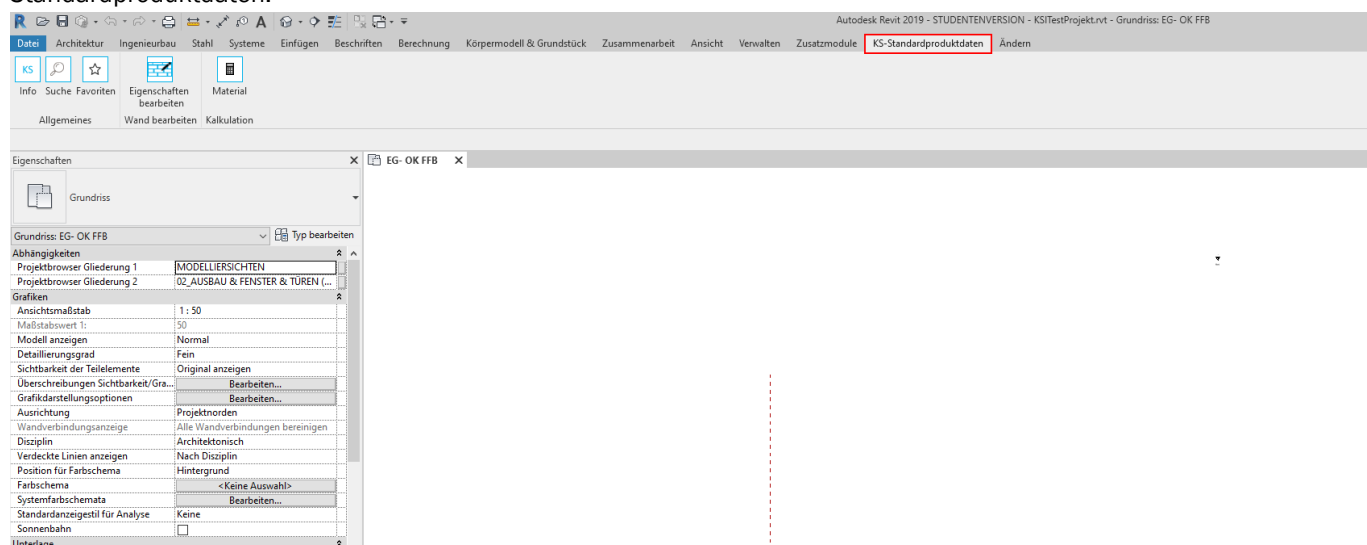 Standardproduktdaten.
Autodesk Revit 2019 - STUDENTENVERSION - KSITestProjekt.rvt - Grundriss: EG- OK FFB
Datei Architektur Ingenieurbau Stahl Systeme Einfügen Beschriften Berechnung Körpermodell & Grundstück Zusammenarbeit Ansicht Verwalten Zusatzmodule KS-Standardproduktdaten Ändern
KS
Info Suche Favoriten Eigenschaften bearbeiten Material
Allgemeines Wand bearbeiten Kalkulation
Eigenschaften
EG- OK FFB
Grundriss
Grundriss: EG- OK FFB Typ bearbeiten
Abhängigkeiten
Projektbrowser Gliederung 1 MODELLIERSICHTEN
Projektbrowser Gliederung 2 02_AUSBAU & FENSTER & TÜREN (...
Grafiken
Ansichtsmaßstab 1 : 50
Maßstabswert 1: 50
Modell anzeigen Normal
Detaillierungsgrad Fein
Sichtbarkeit der Teilelemente Original anzeigen
Überschreibungen Sichtbarkeit/Gra... Bearbeiten...
Grafikdarstellungsoptionen Bearbeiten...
Ausrichtung Projektnorden
Wandverbindungsanzeige Alle Wandverbindungen bereinigen
Disziplin Architektonisch
Verdeckte Linien anzeigen Nach Disziplin
Position für Farbschema Hintergrund
Farbschema <Keine Auswahl>
Systemfarbschemata Bearbeiten...
Standardanzeigestil für Analyse Keine
Sonnenbahn
Unterlage